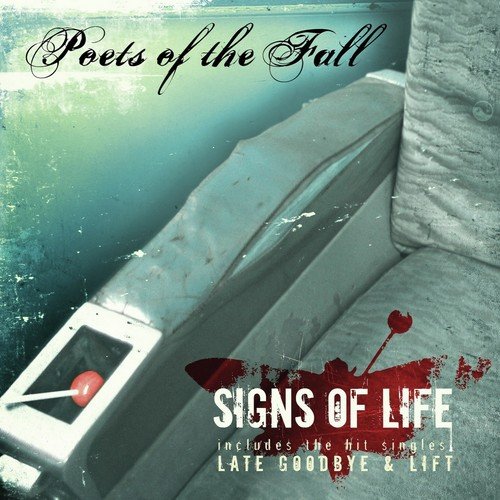 Poets of the Fall
SIGNS OF LIFE
includes the hit singles
LATE GOODBYE & LIFT